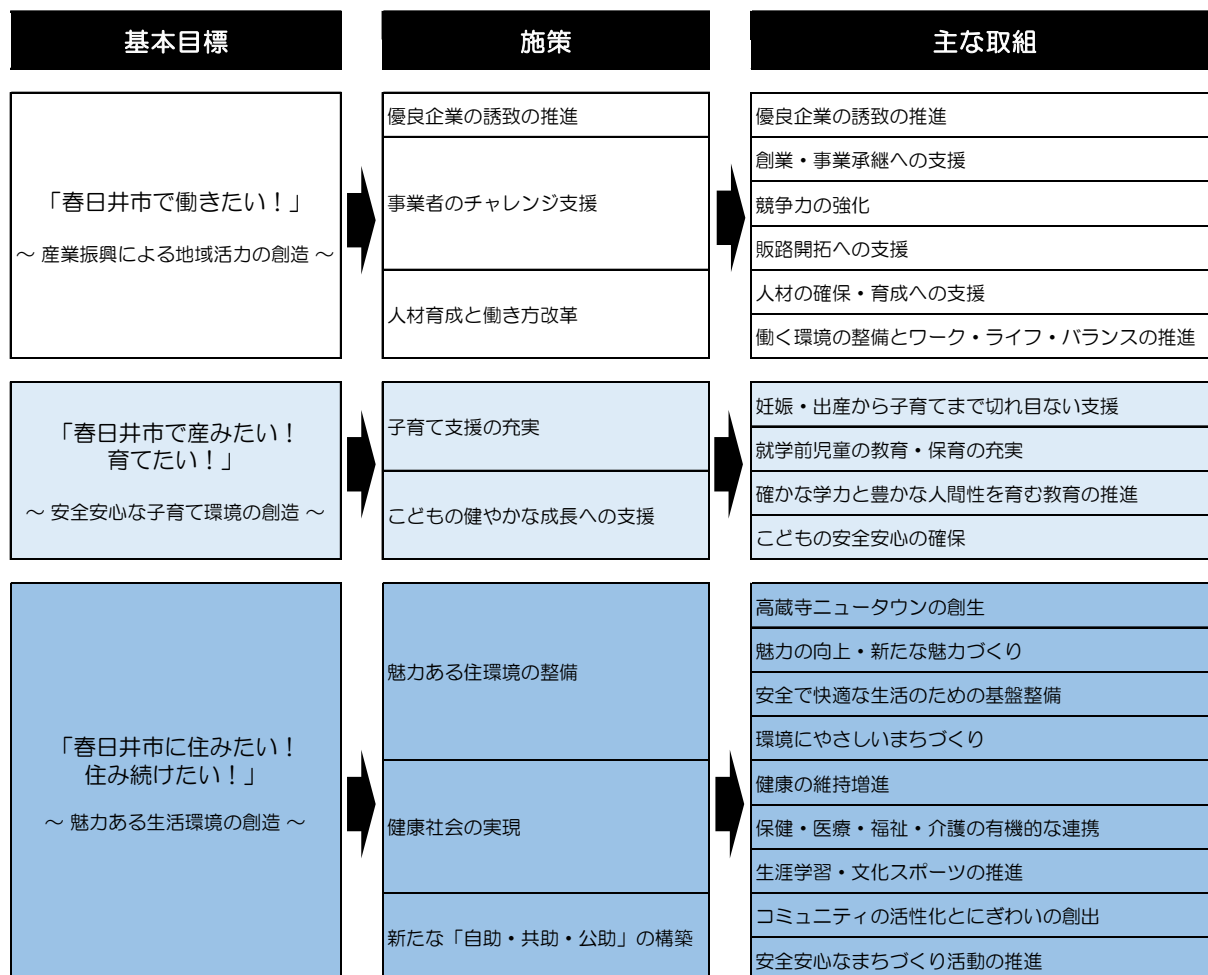 基本目標
施策
主な取組
「春日井市で働きたい！」
～ 産業振興による地域活力の創造 ～
優良企業の誘致の推進
事業者のチャレンジ支援
人材育成と働き方改革
優良企業の誘致の推進
創業・事業承継への支援
競争力の強化
販路開拓への支援
人材の確保・育成への支援
働く環境の整備とワーク・ライフ・バランスの推進
「春日井市で産みたい！
育てたい！」
～ 安全安心な子育て環境の創造 ～
子育て支援の充実
こどもの健やかな成長への支援
妊娠・出産から子育てまで切れ目ない支援
就学前児童の教育・保育の充実
確かな学力と豊かな人間性を育む教育の推進
こどもの安全安心の確保
「春日井市に住みたい！
住み続けたい！」
～ 魅力ある生活環境の創造 ～
魅力ある住環境の整備
健康社会の実現
新たな「自助・共助・公助」の構築
高蔵寺ニュータウンの創生
魅力の向上・新たな魅力づくり
安全で快適な生活のための基盤整備
環境にやさしいまちづくり
健康の維持増進
保健・医療・福祉・介護の有機的な連携
生涯学習・文化スポーツの推進
コミュニティの活性化とにぎわいの創出
安全安心なまちづくり活動の推進